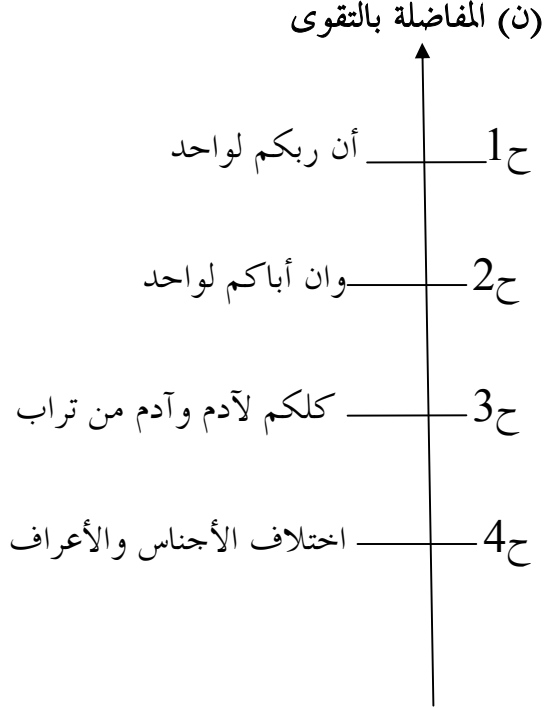 (ن) المفاضلة بالتقوى
ح1 أن ربكم لواحد
ح2 وان أباكم لواحد
ح3 كلكم لآدم وآدم من تراب
ح4 اختلاف الأجناس والأعراف